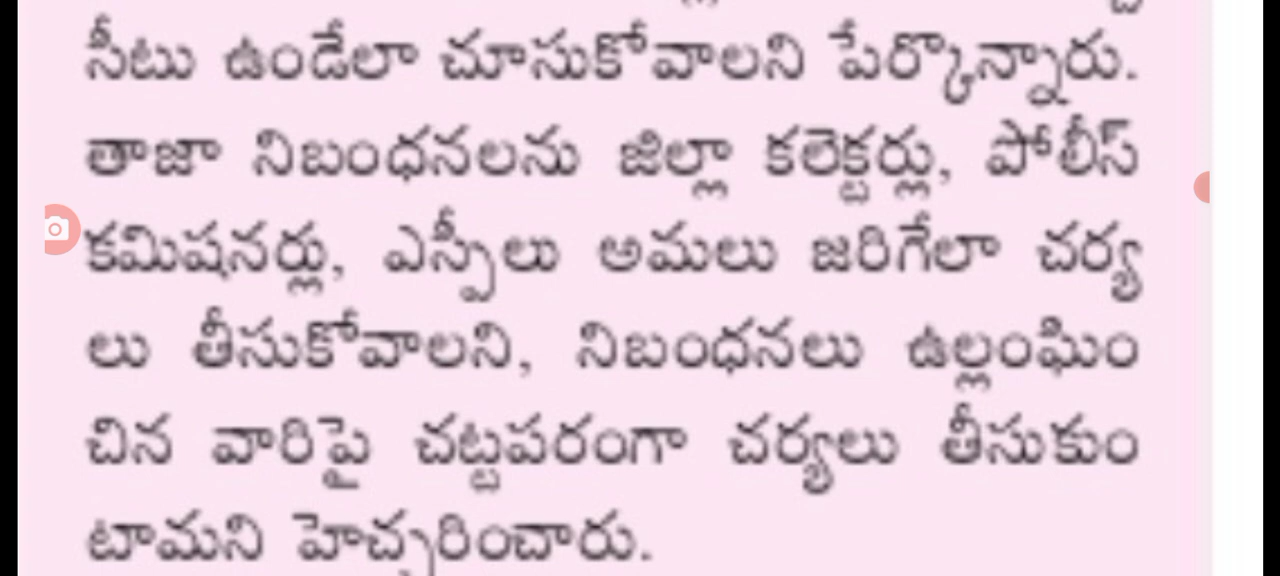 సీటు ఉండేలా చూసుకోవాలని పేర్కొన్నారు.
తాజా నిబంధనలను జిల్లా కలెక్టర్లు, పోలీస్
కమిషనర్లు, ఎస్పీలు అమలు జరిగేలా చర్య
లు తీసుకోవాలని, నిబంధనలు ఉల్లంఘిం
చిన వారిపై చట్టపరంగా చర్యలు తీసుకుం
టామని హెచ్చరించారు.